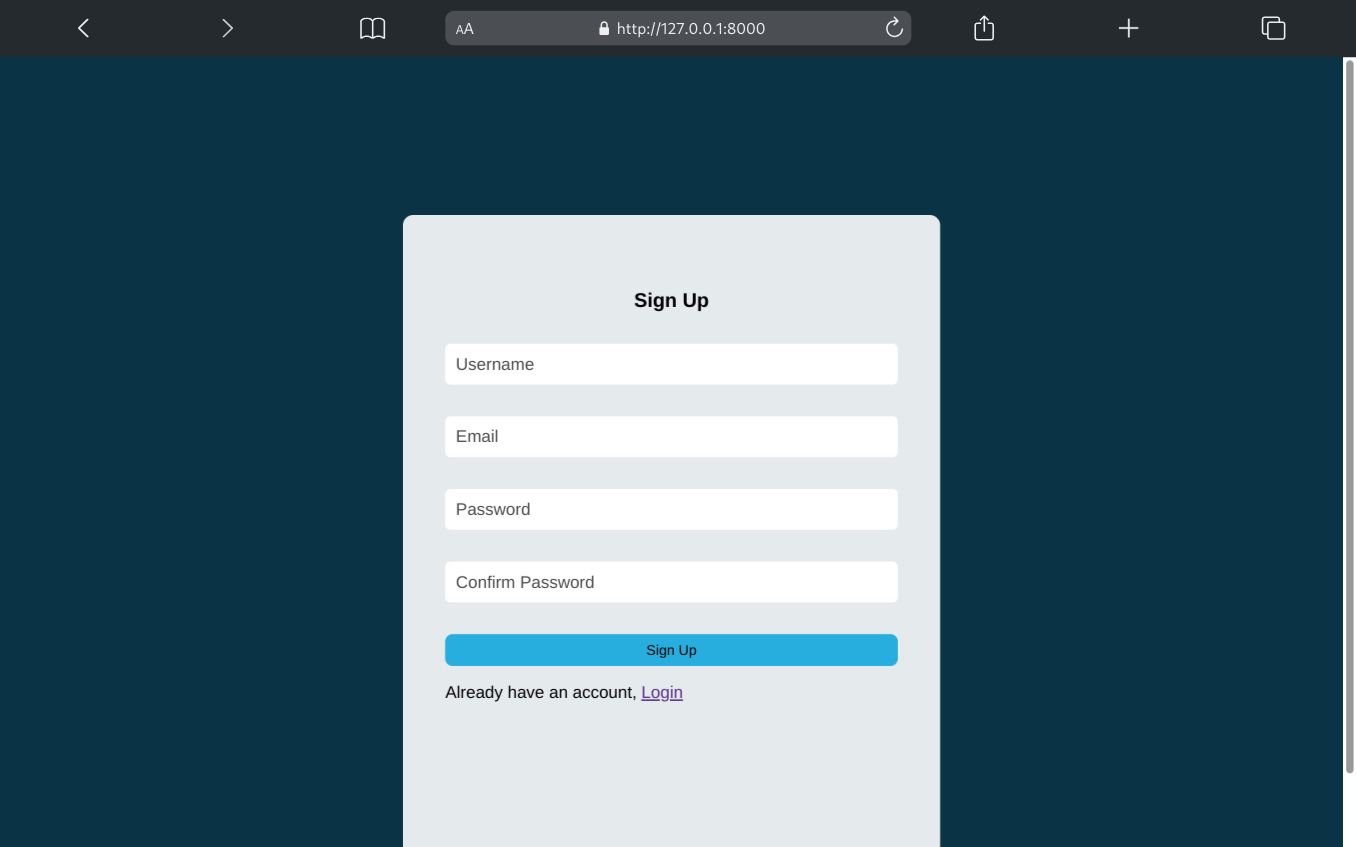 AA http://127.0.0.1:8000
Sign Up
Username
Email
Password
Confirm Password
Sign Up
Already have an account, Login